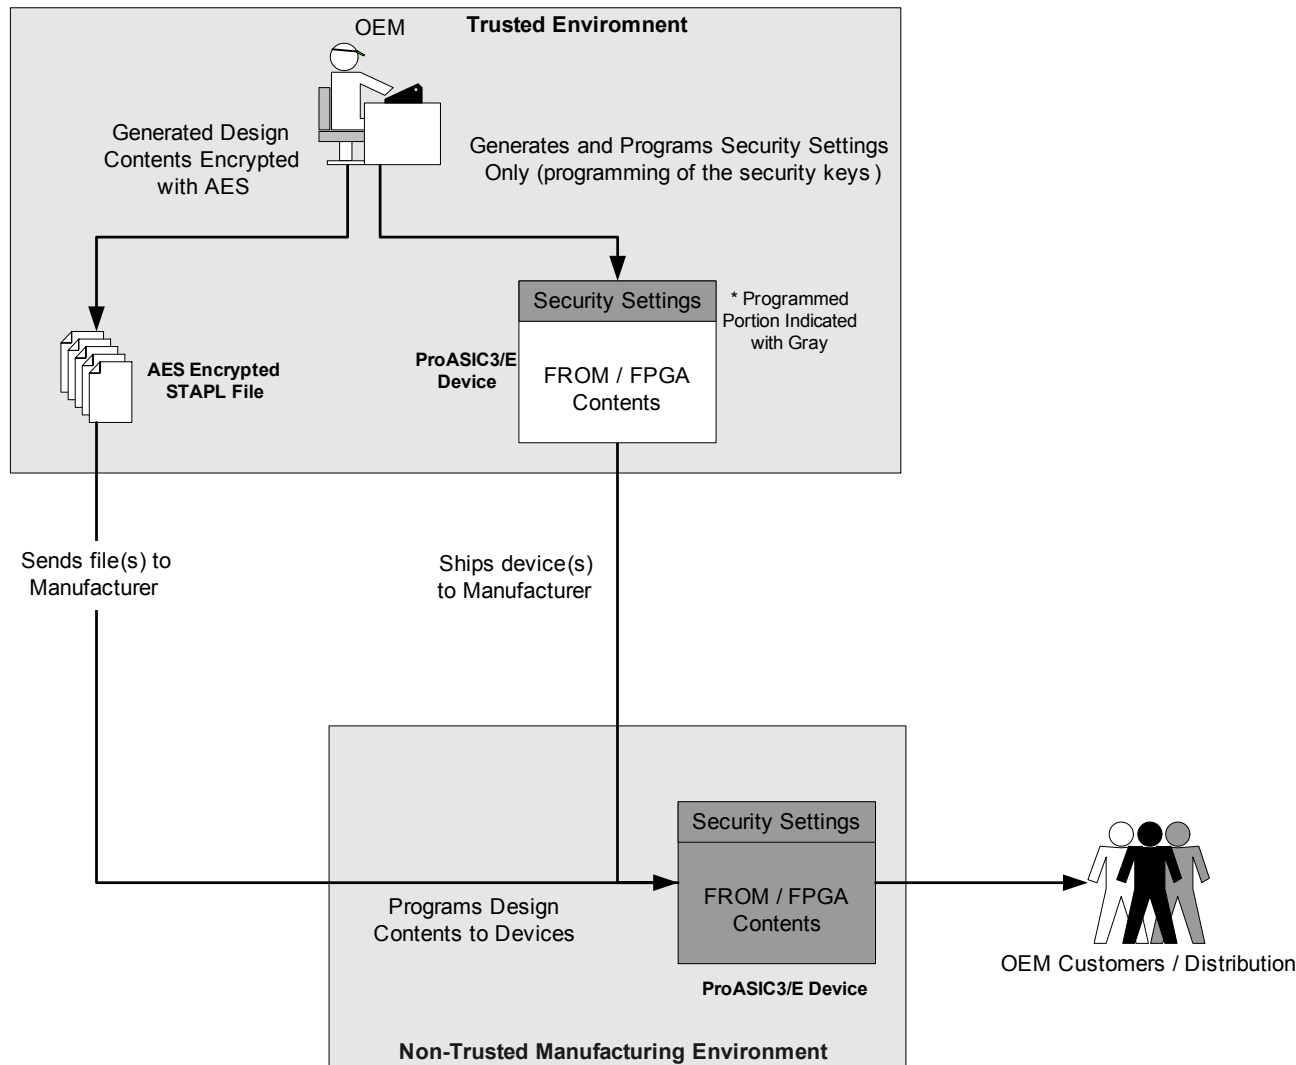 OEM
Trusted Enviromnent
Generated Design
Contents Encrypted
with AES
Generates and Programs Security Settings
Only (programming of the security keys )
Security Settings
* Programmed
Portion Indicated
with Gray
ProASIC3/E
Device
FROM / FPGA
Contents
AES Encrypted
STAPL File
Sends file(s) to
Manufacturer
Ships device(s)
to Manufacturer
Security Settings
FROM / FPGA
Contents
Programs Design
Contents to Devices
ProASIC3/E Device
OEM Customers / Distribution
Non-Trusted Manufacturing Environment